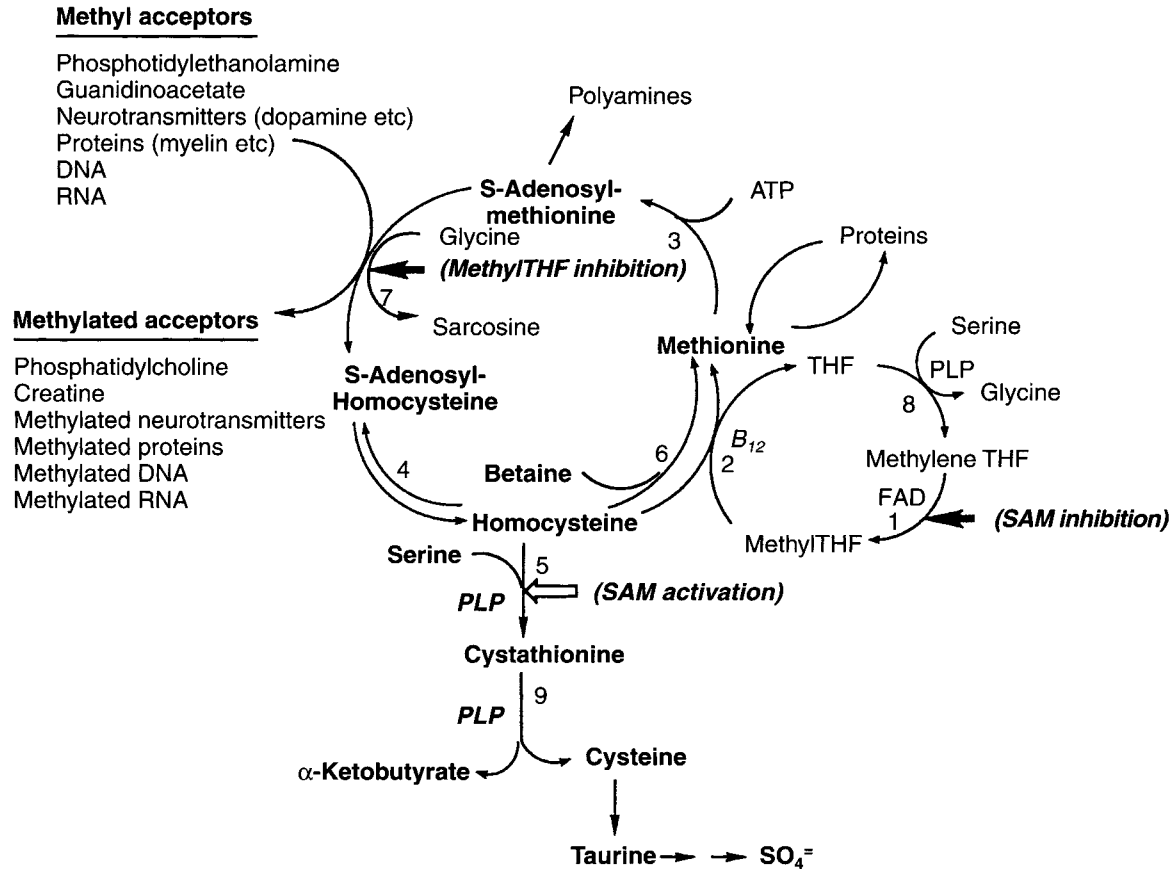 Methyl acceptors
Phosphotidylethanolamine
Guanidinoacetate
Neurotransmitters (dopamine etc)
Proteins (myelin etc)
DNA
RNA
Polyamines
S-Adenosyl-
methionine
ATP
3
Glycine
(MethylTHF inhibition)
7
Sarcosine
Proteins
Methylated acceptors
Phosphatidylcholine
Creatine
Methylated neurotransmitters
Methylated proteins
Methylated DNA
Methylated RNA
S-Adenosyl-
Homocysteine
Methionine
THF
Serine
PLP
Glycine
8
4
Betaine
6
B12
2
Methylene THF
FAD
1
(SAM inhibition)
MethylTHF
Homocysteine
Serine
5
PLP
(SAM activation)
Cystathionine
9
PLP
α-Ketobutyrate
Cysteine
Taurine
SO4=